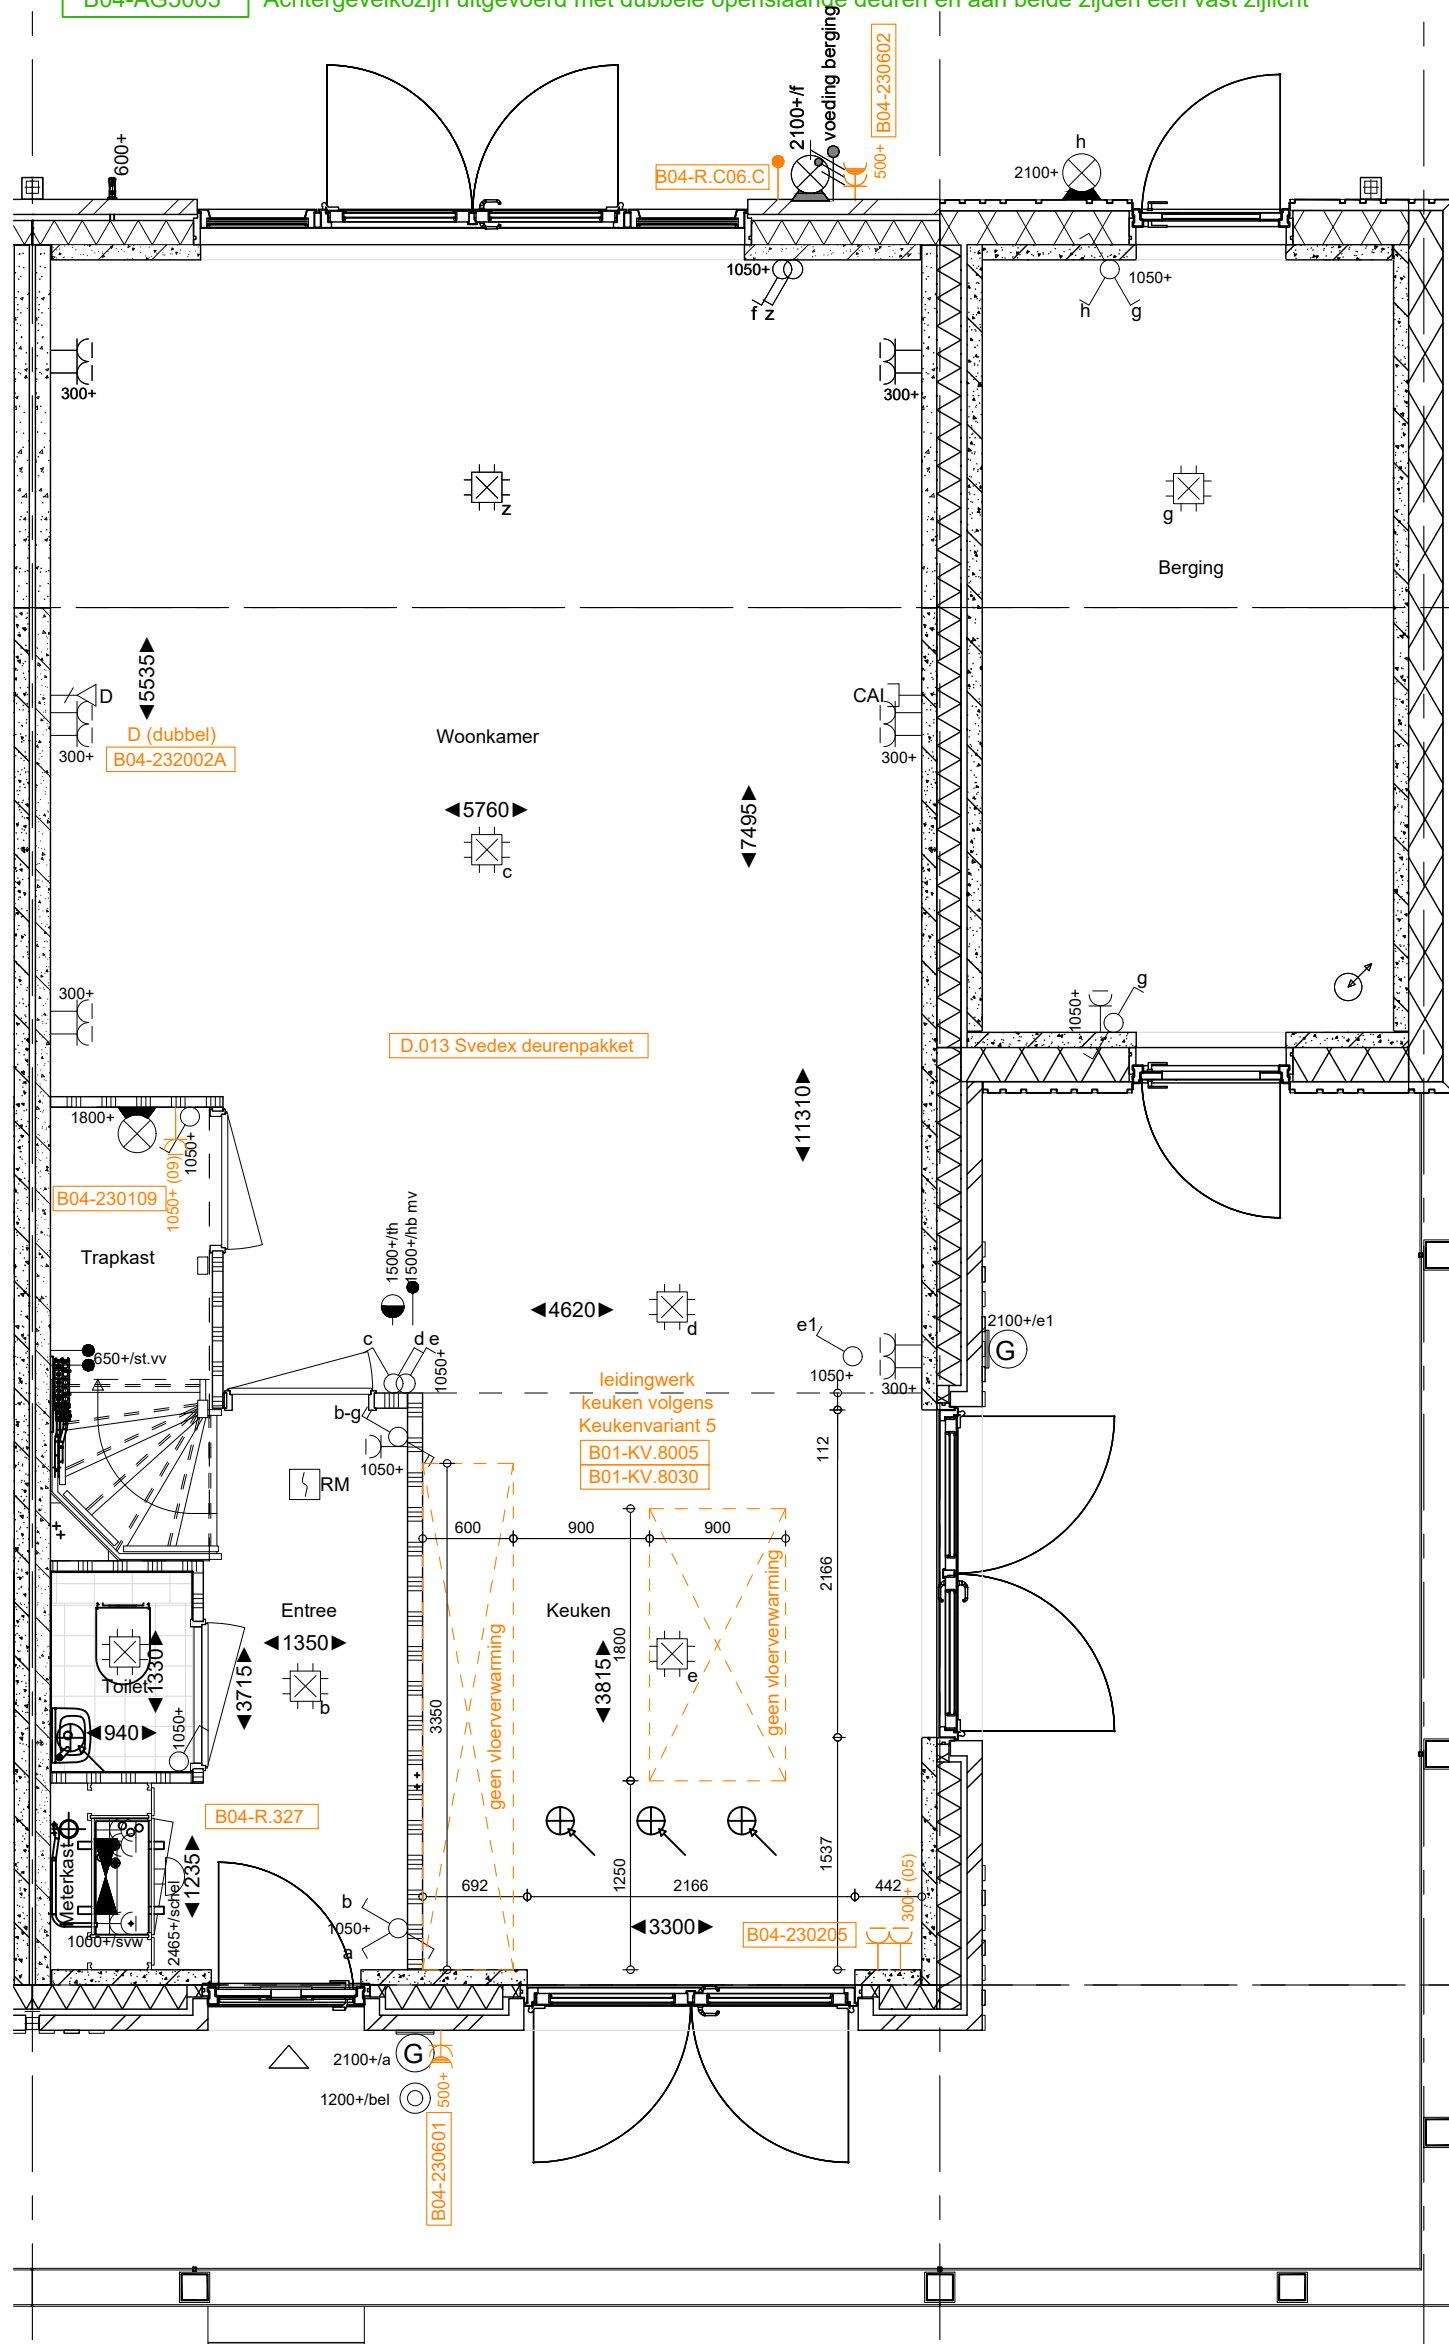 B04-AG5003 Achtergevelkozijn uitgevoerd met dubbele openslaande deuren en aan beide zijden een vast zijlicht
600+
B04-R.C06.C
2100+/f
voeding berging
500+
B04-230602
h
2100+
1050+
f z
1050+
h
g
300+
300+
z
g
Berging
5535
D
D (dubbel)
B04-232002A
300+
CAI
300+
Woonkamer
5760
c
7495
300+
D.013 Svedex deurenpakket
g
1050+
11310
1800+
1050+
1050+ (09)
B04-230109
Trapkast
1500+/th
1500+/hb mv
4620
d
e1
1050+
2100+/e1
G
300+
650+/st.vv
c
d e
1050+
b-g
1050+
RM
leidingwerk
keuken volgens
Keukenvariant 5
B01-KV.8005
B01-KV.8030
112
600
900
900
2166
geen vloerverwarming
geen vloerverwarming
Entree
1350
Keuken
1800
3815
e
1330
Toilet
940
1050+
3715
b
3350
B04-R.327
Meterkast
1235
1000+/svw
2465+/schel
b
1050+
a
692
1250
2166
1537
442
3300
B04-230205
300+ (05)
2100+/a
G
500+
1200+/bel
B04-230601